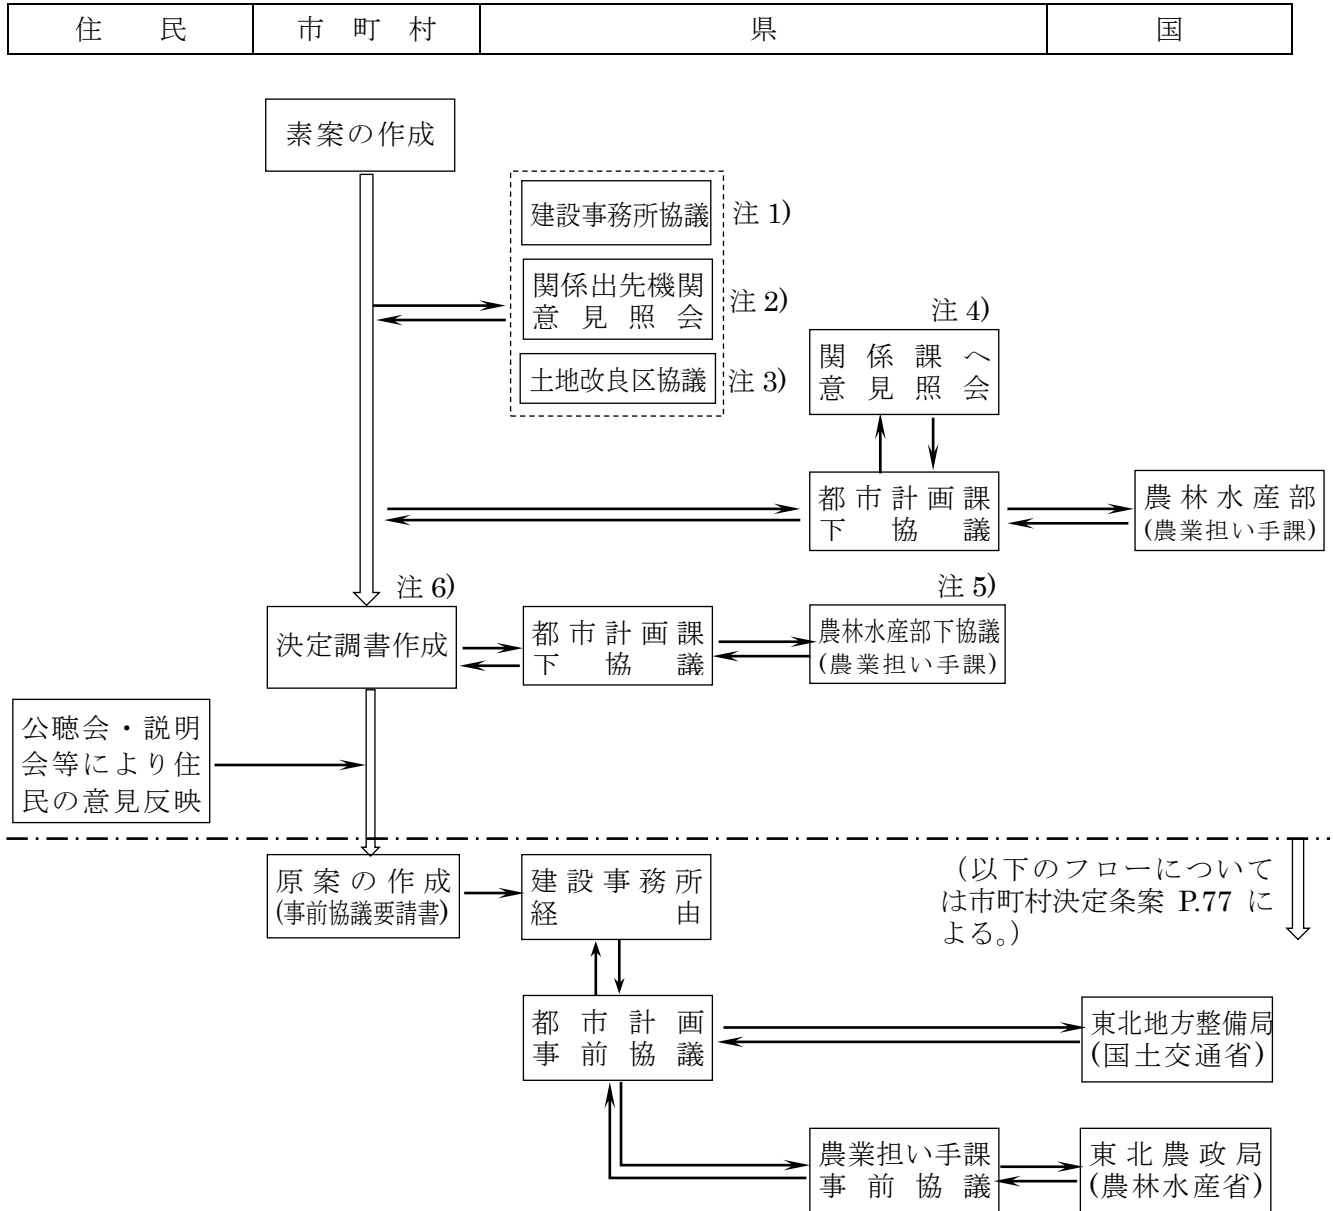 住民
市町村
県
国
素案の作成
建設事務所協議
注 1)
関係出先機関
意見照会
注 2)
土地改良区協議
注 3)
注 4)
関係課へ
意見照会
都市計画課
下協議
農林水産部
(農業担い手課)
注 6)
注 5)
決定調書作成
都市計画課
下協議
農林水産部下協議
(農業担い手課)
公聴会・説明
会等により住
民の意見反映
原案の作成
(事前協議要請書)
建設事務所
経由
（以下のフローについて
は市町村決定条案 P.77 に
よる。）
都市計画
事前協議
東北地方整備局
(国土交通省)
農業担い手課
事前協議
東北農政局
(農林水産省)